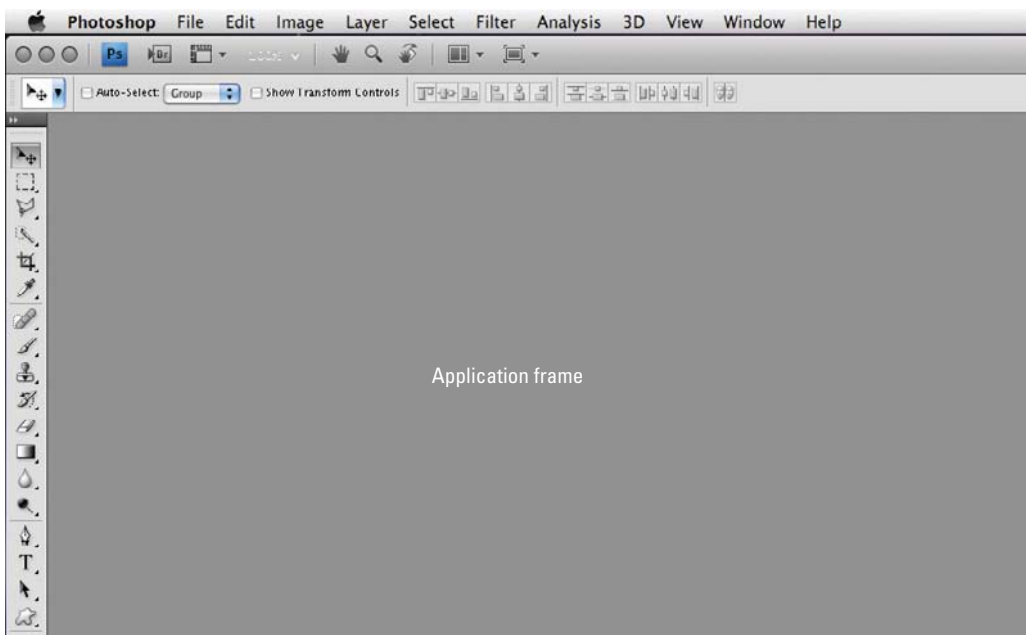 Photoshop File Edit Image Layer Select Filter Analysis 3D View Window Help
Ps Br
Auto-Select: Group Show Transform Controls
Application frame
T